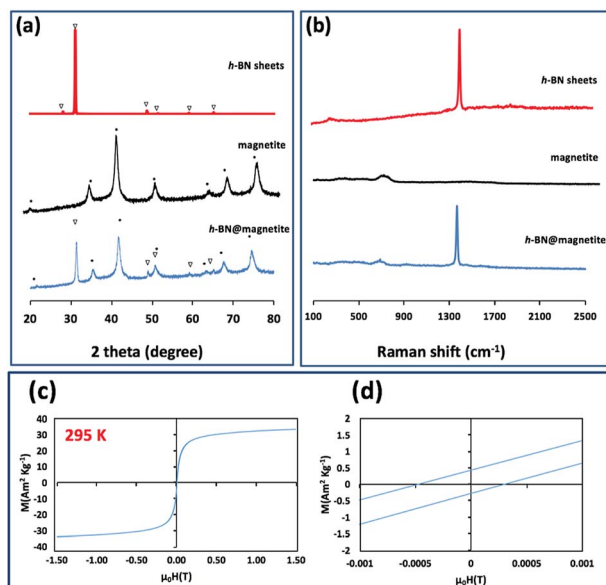 (a)
h-BN sheets
magnetite
h-BN@magnetite
20 30 40 50 60 70 80
2 theta (degree)
(b)
h-BN sheets
magnetite
h-BN@magnetite
100 500 900 1300 1700 2100 2500
Raman shift (cm⁻¹)
(c)
295 K
M(Am² Kg⁻¹)
40
30
20
10
0
-10
-20
-30
-40
-1.50 -1.00 -0.50 0.00 0.50 1.00 1.50
μ₀H(T)
(d)
M(Am² Kg⁻¹)
2
1.5
1
0.5
0
-0.5
-1
-1.5
-2
-0.001 -0.0005 0 0.0005 0.001
μ₀H(T)